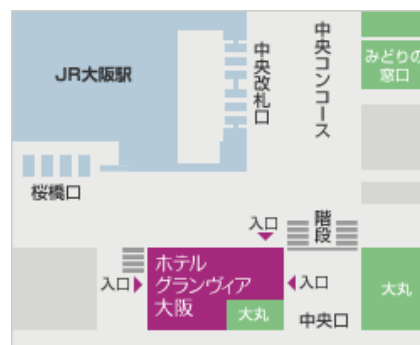 JR大阪駅
中央改札口
中央コンコース
みどりの
窓口
桜橋口
入口
階段
入口
ホテル
グランヴィア
大阪
大丸
入口
中央口
大丸